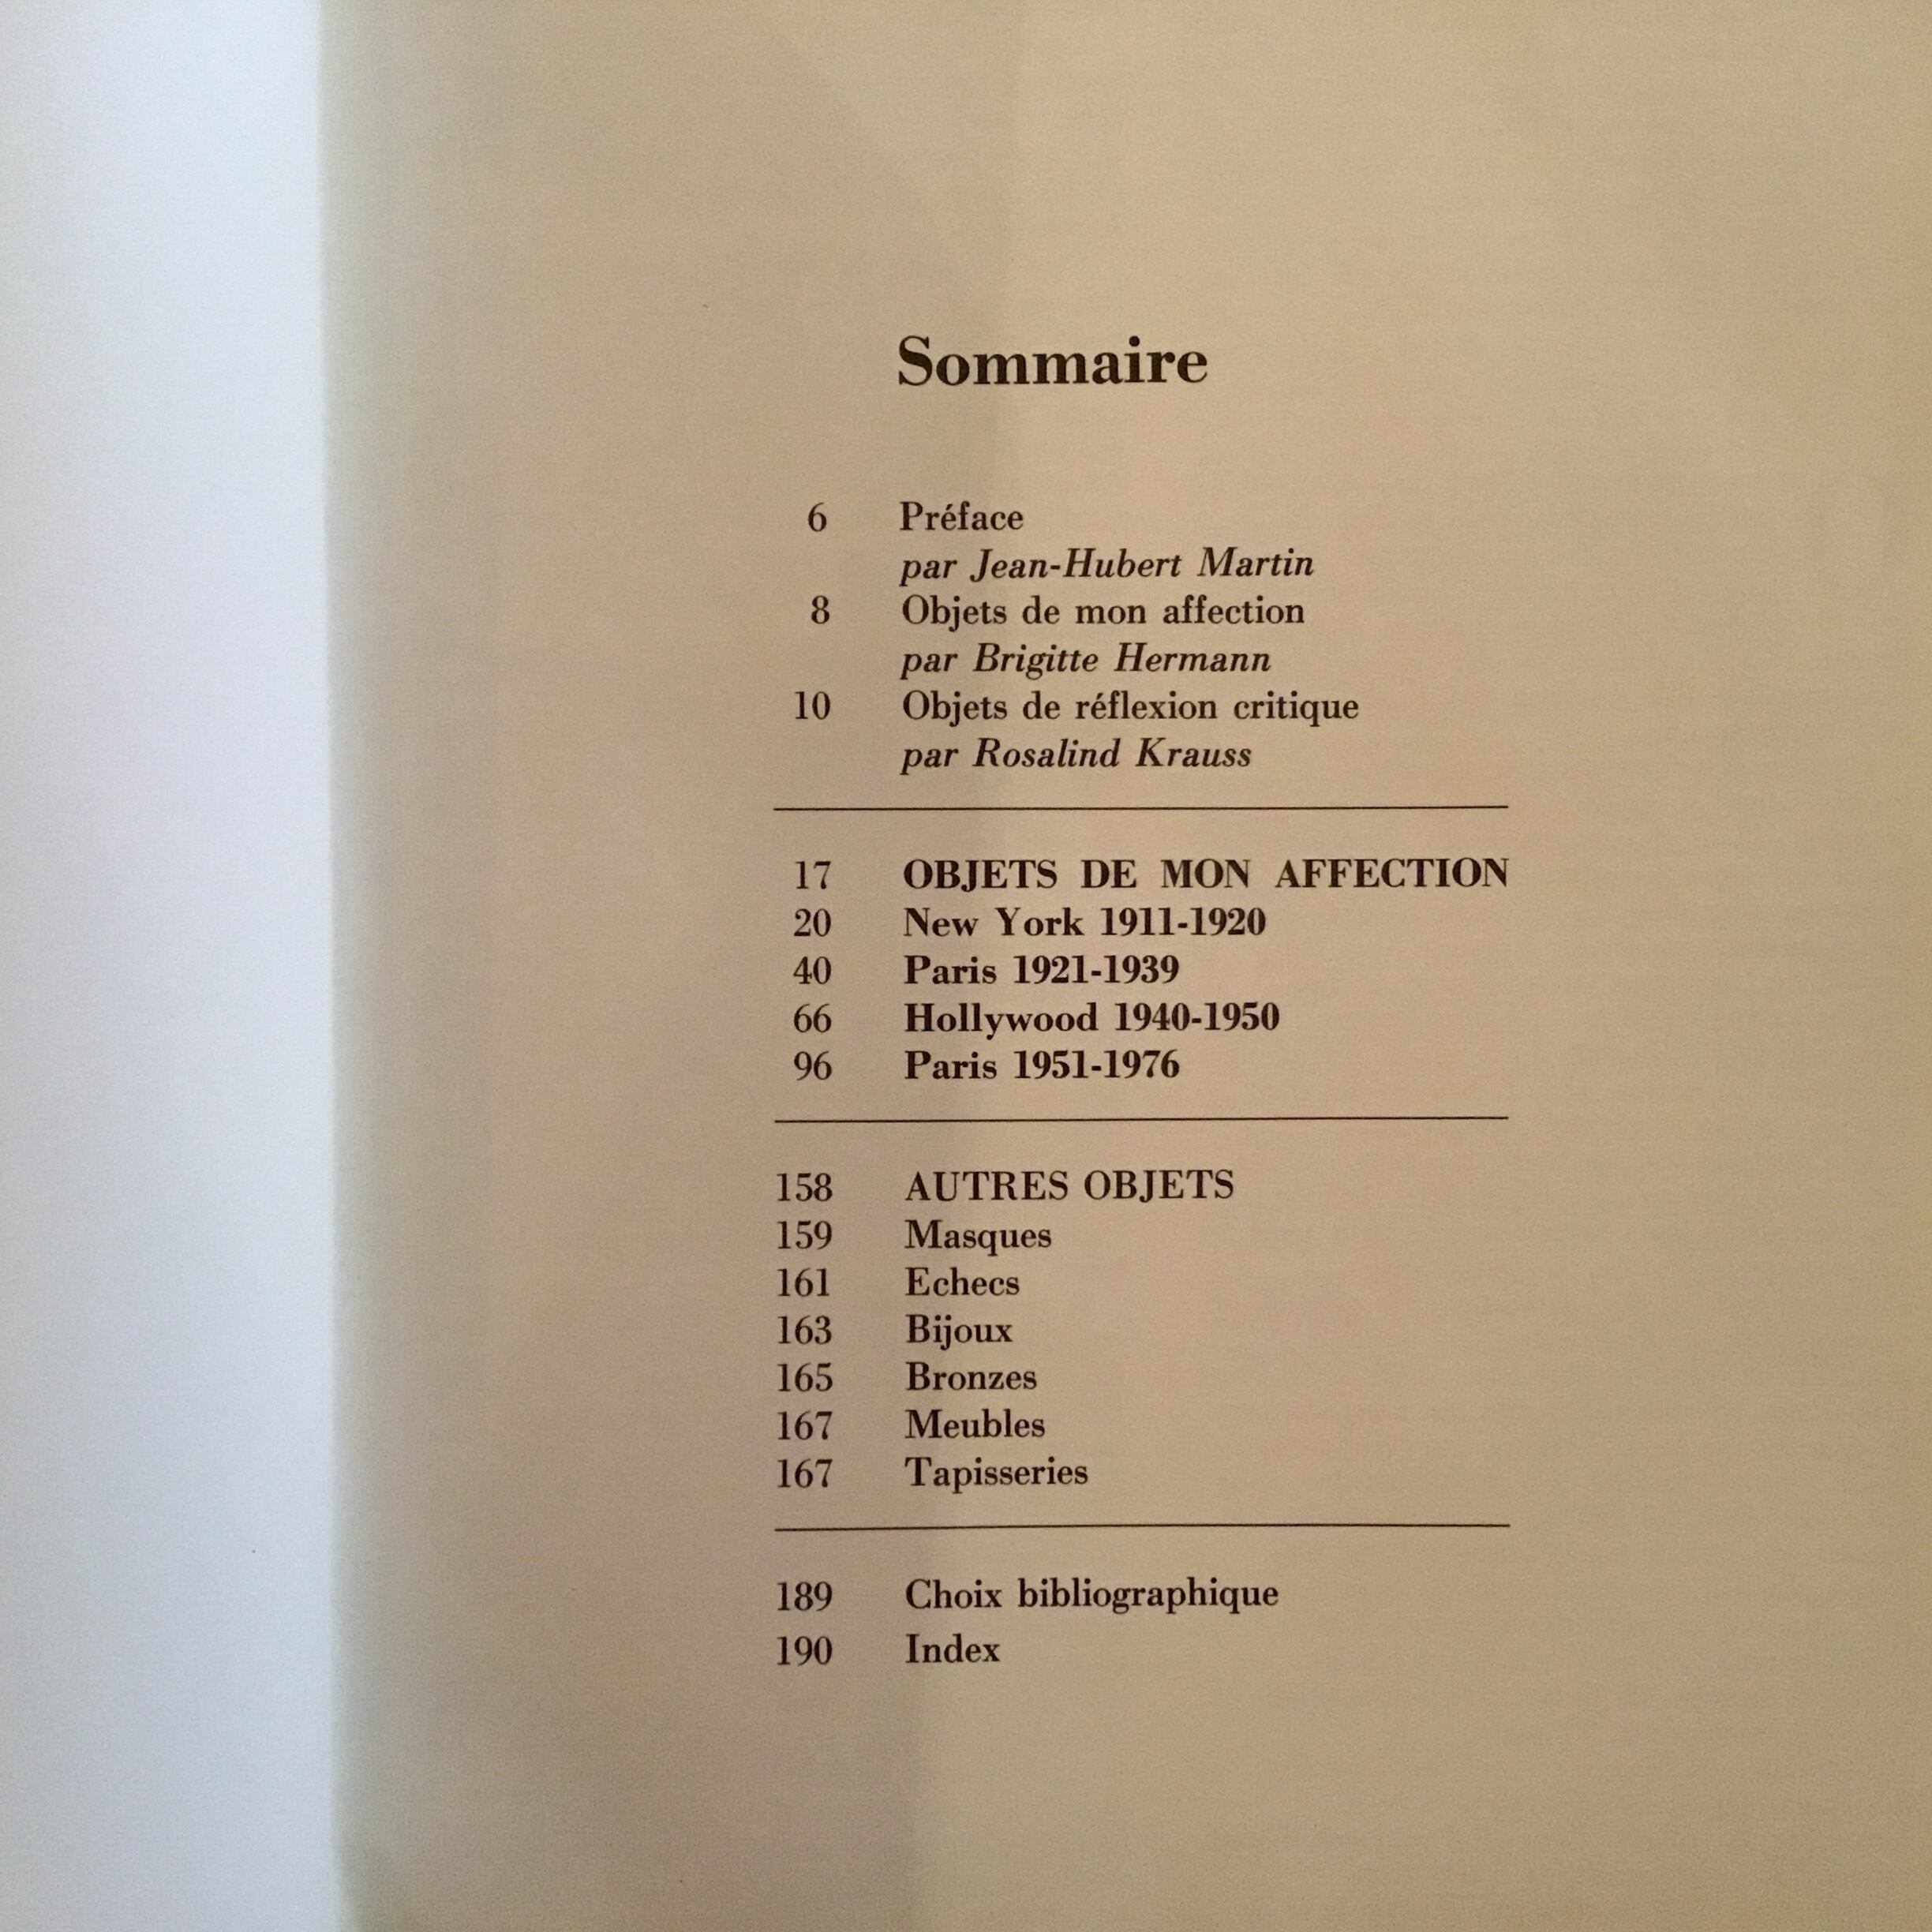 Sommaire
6 Préface
par Jean-Hubert Martin
8 Objets de mon affection
par Brigitte Hermann
10 Objets de réflexion critique
par Rosalind Krauss
17 OBJETS DE MON AFFECTION
20 New York 1911-1920
40 Paris 1921-1939
66 Hollywood 1940-1950
96 Paris 1951-1976
158 AUTRES OBJETS
159 Masques
161 Echecs
163 Bijoux
165 Bronzes
167 Meubles
167 Tapisseries
189 Choix bibliographique
190 Index